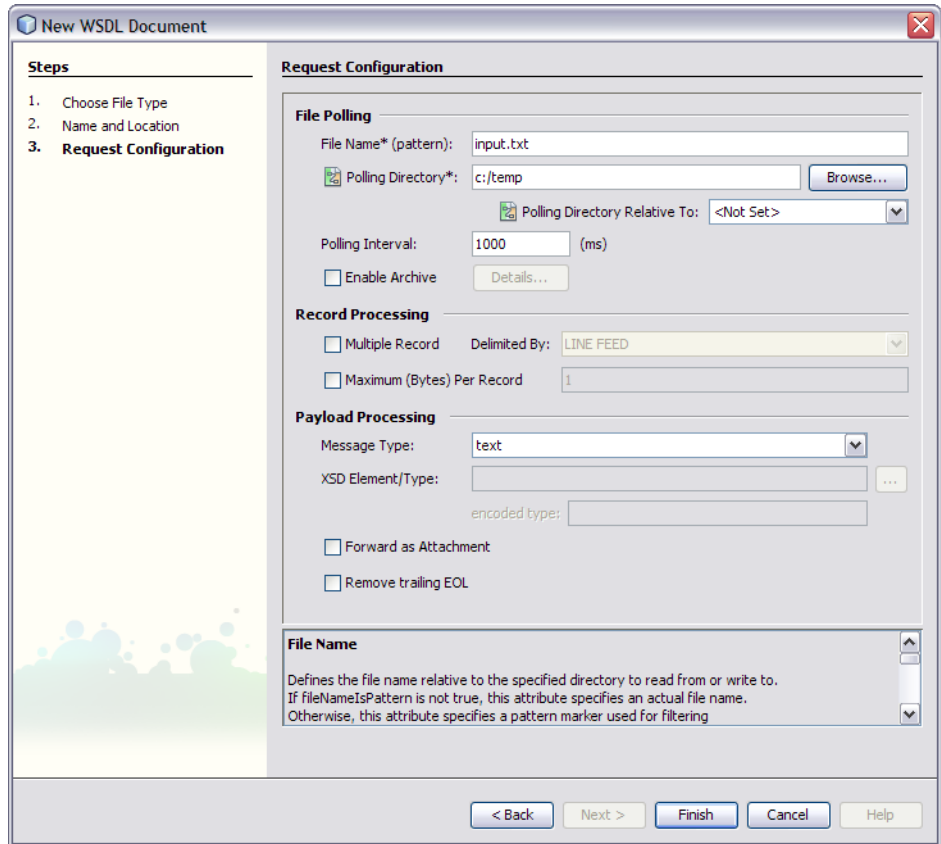 New WSDL Document
Steps
1. Choose File Type
2. Name and Location
3. Request Configuration
Request Configuration
File Polling
File Name* (pattern): input.txt
Polling Directory*: c:/temp Browse...
Polling Directory Relative To: <Not Set>
Polling Interval: 1000 (ms)
Enable Archive Details...
Record Processing
Multiple Record Delimited By: LINE FEED
Maximum (Bytes) Per Record 1
Payload Processing
Message Type: text
XSD Element/Type: ...
encoded type:
Forward as Attachment
Remove trailing EOL
File Name
Defines the file name relative to the specified directory to read from or write to.
If fileNameIsPattern is not true, this attribute specifies an actual file name.
Otherwise, this attribute specifies a pattern marker used for filtering
< Back Next > Finish Cancel Help